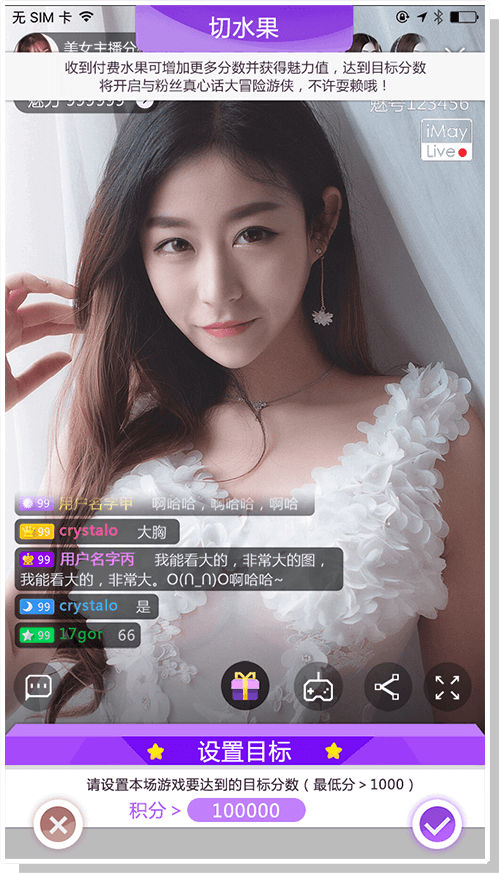 无 SIM 卡
切水果
美女主播分
收到付费水果可增加更多分数并获得魅力值，达到目标分数
将开启与粉丝真心话大冒险游侠，不许耍赖哦！
魅力 999999
魅号123456
iMay
Live
99 用户名字甲 啊哈哈，啊哈哈，啊哈
99 crystalo 大胸
99 用户名字丙 我能看大的，非常大的图，
我能看大的，非常大。O(∩_∩)O啊哈哈~
99 crystalo 是
99 17gor 66
设置目标
请设置本场游戏要达到的目标分数（最低分＞1000）
积分 > 100000